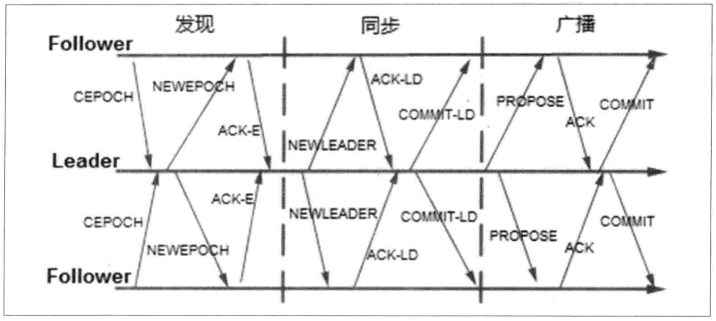 发现 同步 广播
Follower
CEPOCH NEWEPOCH ACK-E NEWLEADER ACK-LD COMMIT-LD PROPOSE ACK COMMIT
Leader
CEPOCH NEWEPOCH ACK-E NEWLEADER ACK-LD COMMIT-LD PROPOSE ACK COMMIT
Follower